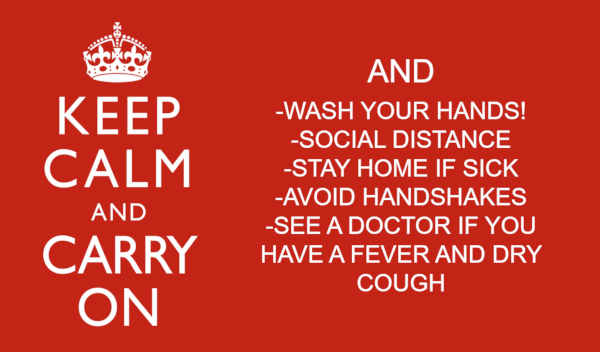 KEEP
CALM
AND
CARRY
ON
AND
-WASH YOUR HANDS!
-SOCIAL DISTANCE
-STAY HOME IF SICK
-AVOID HANDSHAKES
-SEE A DOCTOR IF YOU
HAVE A FEVER AND DRY
COUGH